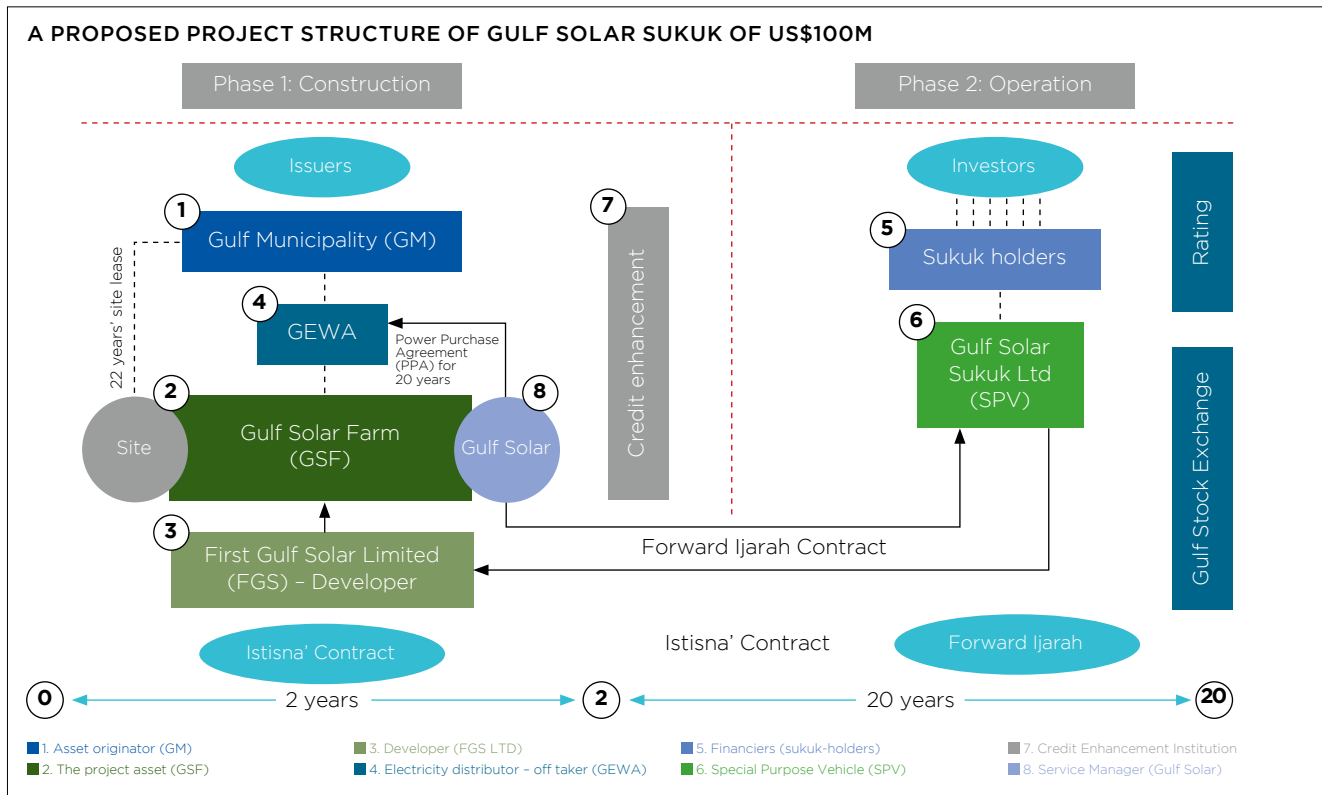 A PROPOSED PROJECT STRUCTURE OF GULF SOLAR SUKUK OF US$100M
Phase 1: Construction
Phase 2: Operation
Issuers
Investors
Rating
1
Gulf Municipality (GM)
7
Credit enhancement
5
Sukuk holders
22 years' site lease
4
GEWA
Power Purchase
Agreement
(PPA) for
20 years
6
Gulf Solar
Sukuk Ltd
(SPV)
Gulf Stock Exchange
2
8
Site
Gulf Solar Farm
(GSF)
Gulf Solar
3
First Gulf Solar Limited
(FGS) – Developer
Forward Ijarah Contract
Istisna' Contract
Istisna' Contract
Forward Ijarah
0
2 years
2
20 years
20
1. Asset originator (GM)
3. Developer (FGS LTD)
5. Financiers (sukuk-holders)
7. Credit Enhancement Institution
2. The project asset (GSF)
4. Electricity distributor – off taker (GEWA)
6. Special Purpose Vehicle (SPV)
8. Service Manager (Gulf Solar)